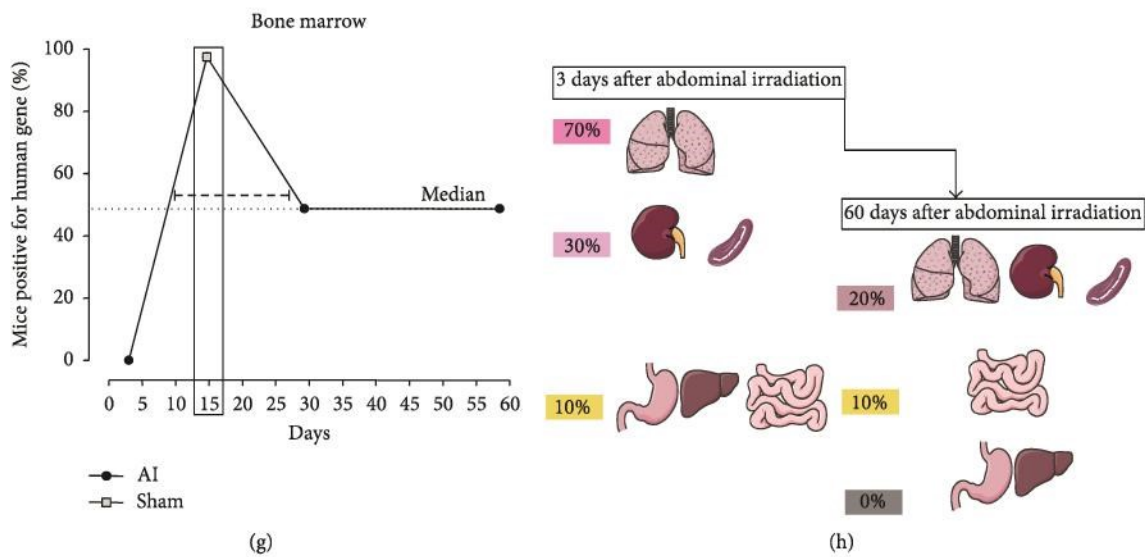 Bone marrow
Mice positive for human gene (%)
100
80
60
40
20
0
Median
0 5 10 15 20 25 30 35 40 45 50 55 60
Days
AI
Sham
(g)
3 days after abdominal irradiation
70%
30%
10%
60 days after abdominal irradiation
20%
10%
0%
(h)